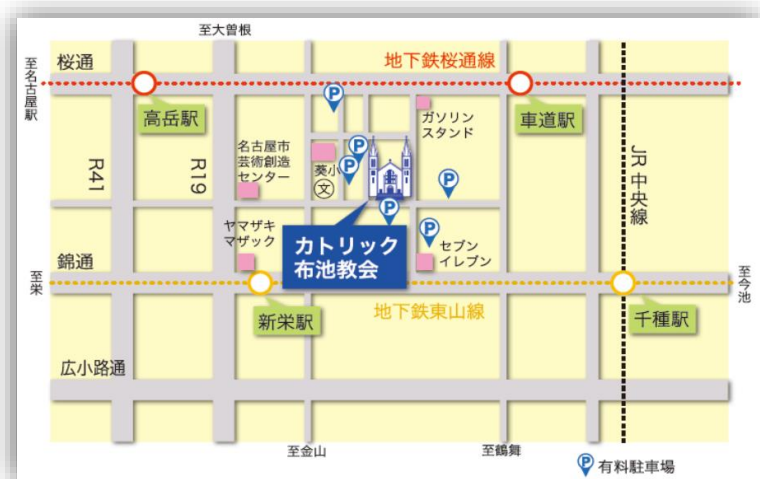 至大曽根
至名古屋駅
桜通
地下鉄桜通線
高岳駅
車道駅
ガソリン
スタンド
R41
R19
名古屋市
芸術創造
センター
葵小
文
JR中央線
P
P
P
P
P
P
ヤマザキ
マザック
カトリック
布池教会
セブン
イレブン
至栄
錦通
至今池
新栄駅
地下鉄東山線
千種駅
広小路通
至金山
至鶴舞
P 有料駐車場